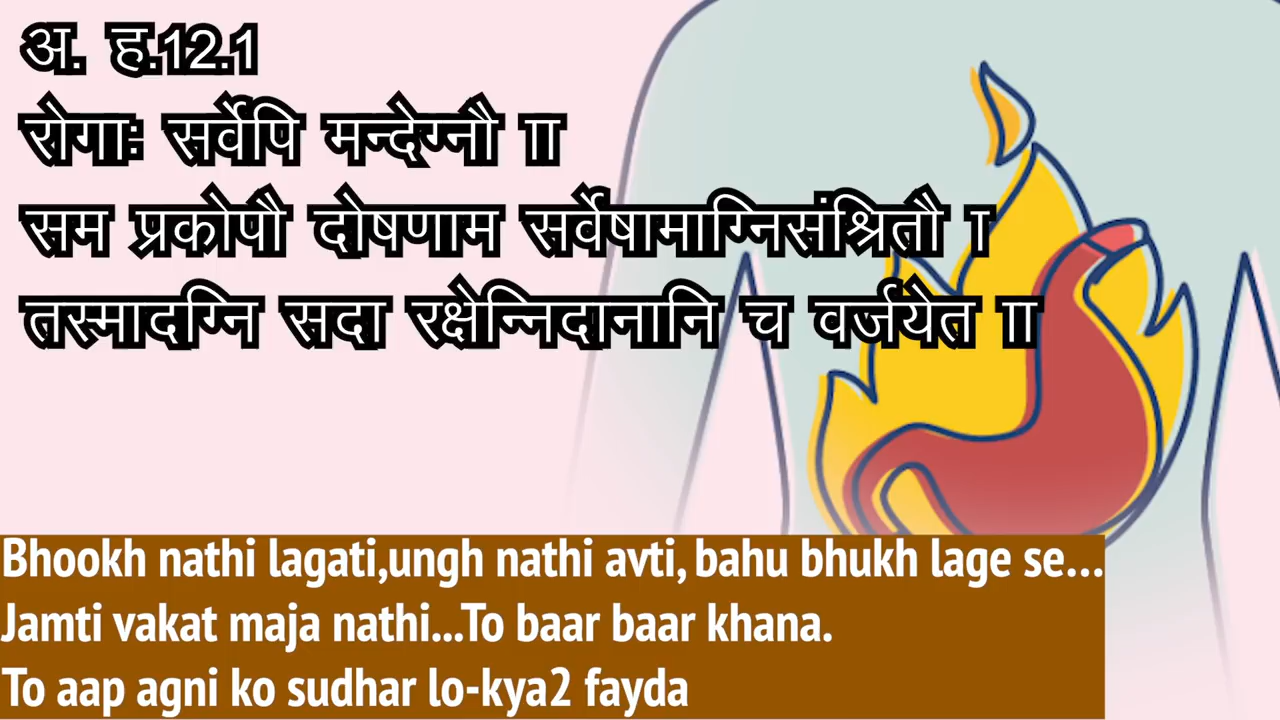 अ. ह.12.1
रोगाः सर्वेपि मन्देग्नौ ॥
सम प्रकोपौ दोषणाम सर्वेषामाग्निसंश्रितौ ।
तस्मादग्नि सदा रक्षेन्निदानानि च वर्जयेत ॥
Bhookh nathi lagati,ungh nathi avti, bahu bhukh lage se...
Jamti vakat maja nathi...To baar baar khana.
To aap agni ko sudhar lo-kya2 fayda